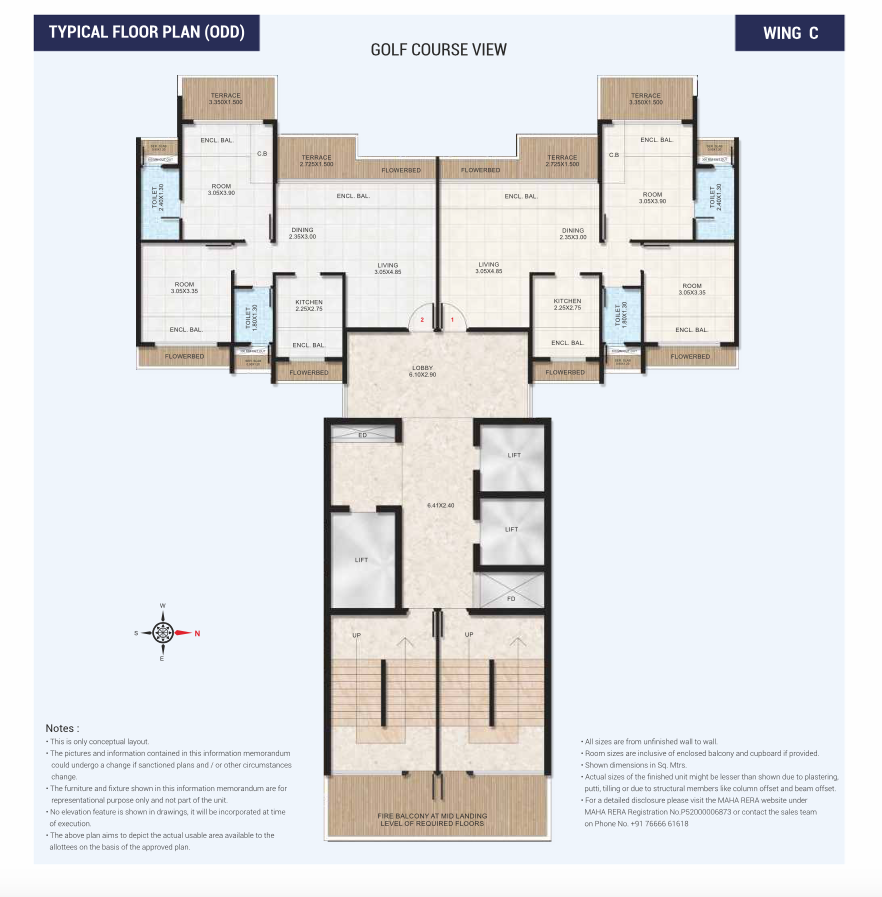 TYPICAL FLOOR PLAN (ODD)
WING C
GOLF COURSE VIEW
TERRACE
3.350X1.500
TERRACE
3.350X1.500
ENCL. BAL.
C.B
TERRACE
2.725X1.500
FLOWERBED
FLOWERBED
TERRACE
2.725X1.500
C.B
ENCL. BAL.
TOILET
2.40X1.30
ROOM
3.05X3.90
ENCL. BAL.
ENCL. BAL.
ROOM
3.05X3.90
TOILET
2.40X1.30
DINING
2.35X3.00
DINING
2.35X3.00
LIVING
3.05X4.85
LIVING
3.05X4.85
ROOM
3.05X3.35
ROOM
3.05X3.35
TOILET
1.80X1.30
KITCHEN
2.25X2.75
2
1
KITCHEN
2.25X2.75
TOILET
1.80X1.30
ENCL. BAL.
ENCL. BAL.
ENCL. BAL.
ENCL. BAL.
FLOWERBED
FLOWERBED
FLOWERBED
FLOWERBED
LOBBY
6.10X2.90
ED
LIFT
6.41X2.40
LIFT
LIFT
FD
UP
UP
W
S
N
E
FIRE BALCONY AT MID LANDING
LEVEL OF REQUIRED FLOORS
Notes :
• This is only conceptual layout.
• The pictures and information contained in this information memorandum
could undergo a change if sanctioned plans and / or other circumstances
change.
• The furniture and fixture shown in this information memorandum are for
representational purpose only and not part of the unit.
• No elevation feature is shown in drawings, it will be incorporated at time
of execution.
• The above plan aims to depict the actual usable area available to the
allottees on the basis of the approved plan.
• All sizes are from unfinished wall to wall.
• Room sizes are inclusive of enclosed balcony and cupboard if provided.
• Shown dimensions in Sq. Mtrs.
• Actual sizes of the finished unit might be lesser than shown due to plastering,
putti, tilling or due to structural members like column offset and beam offset.
• For a detailed disclosure please visit the MAHA RERA website under
MAHA RERA Registration No.P52000006873 or contact the sales team
on Phone No. +91 76666 61618